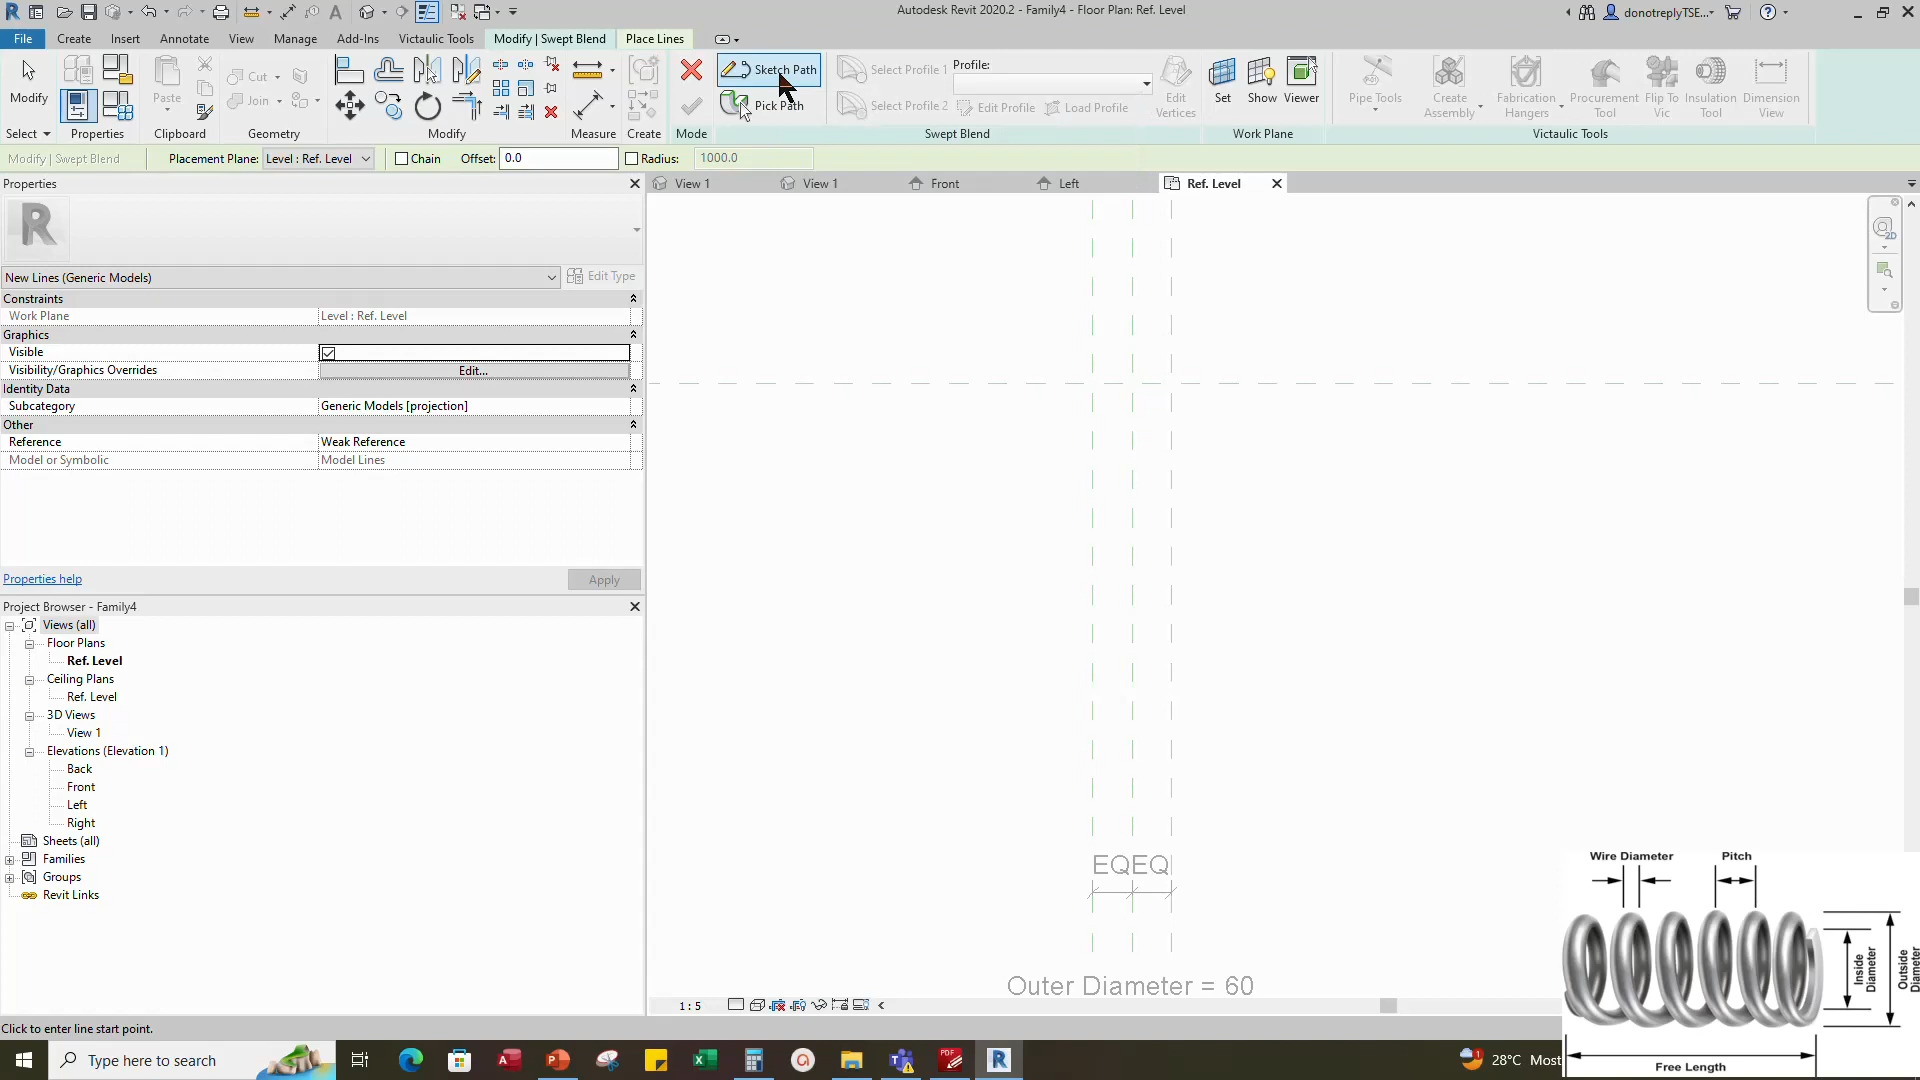 Autodesk Revit 2020.2 - Family4 - Floor Plan: Ref. Level
donotreplyTSE...
File Create Insert Annotate View Manage Add-Ins Victaulic Tools Modify | Swept Blend Place Lines
Modify
Paste
Cut
Join
Sketch Path
Pick Path
Select Profile 1
Select Profile 2
Profile:
Edit Profile
Load Profile
Edit Vertices
Set
Show
Viewer
Pipe Tools
Create Assembly
Fabrication Hangers
Procurement Tool
Flip To Vic
Insulation Tool
Dimension View
Select Properties Clipboard Geometry Modify Measure Create Mode Swept Blend Work Plane Victaulic Tools
Modify | Swept Blend Placement Plane: Level : Ref. Level Chain Offset: 0.0 Radius: 1000.0
Properties
View 1 View 1 Front Left Ref. Level
R
2D
New Lines (Generic Models) Edit Type
Constraints
Work Plane Level : Ref. Level
Graphics
Visible
Visibility/Graphics Overrides Edit...
Identity Data
Subcategory Generic Models [projection]
Other
Reference Weak Reference
Model or Symbolic Model Lines
Properties help Apply
Project Browser - Family4
Views (all)
Floor Plans
Ref. Level
Ceiling Plans
Ref. Level
3D Views
View 1
Elevations (Elevation 1)
Back
Front
Left
Right
Sheets (all)
Families
Groups
Revit Links
EQEQ
Outer Diameter = 60
1 : 5
Wire Diameter Pitch
Inside Diameter
Outside Diameter
Free Length
Click to enter line start point.
Type here to search
28°C Most